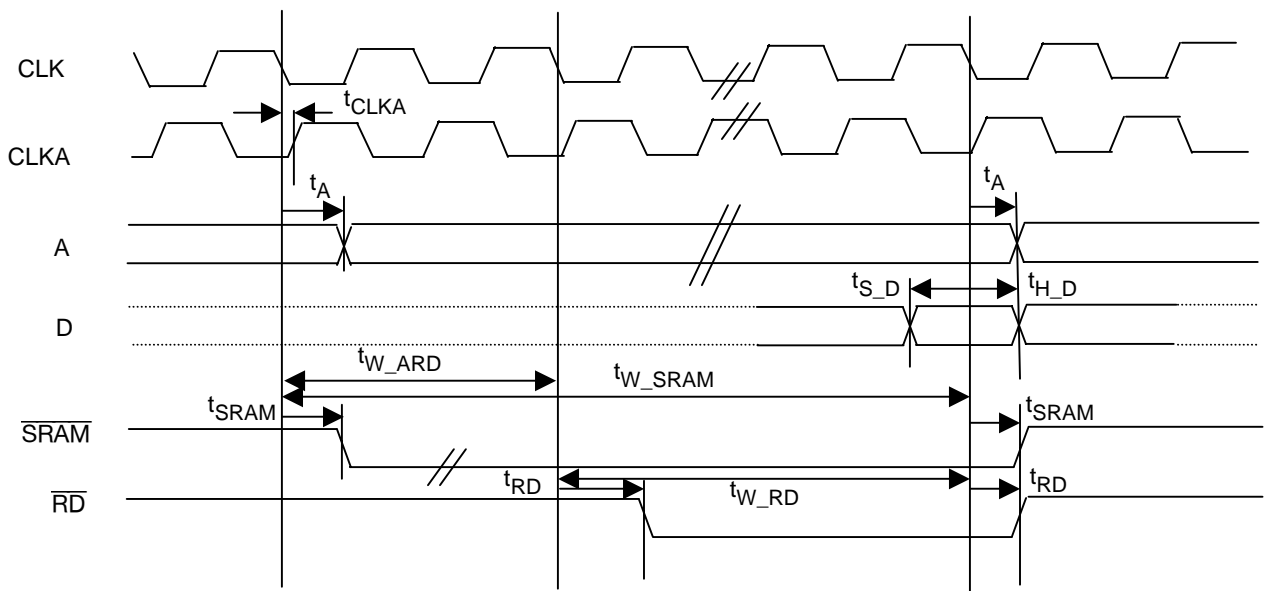 CLK
tCLKA
CLKA
tA tA
A
tS_D tH_D
D
tW_ARD
tW_SRAM
tSRAM tSRAM
SRAM
tRD tRD
tW_RD
RD